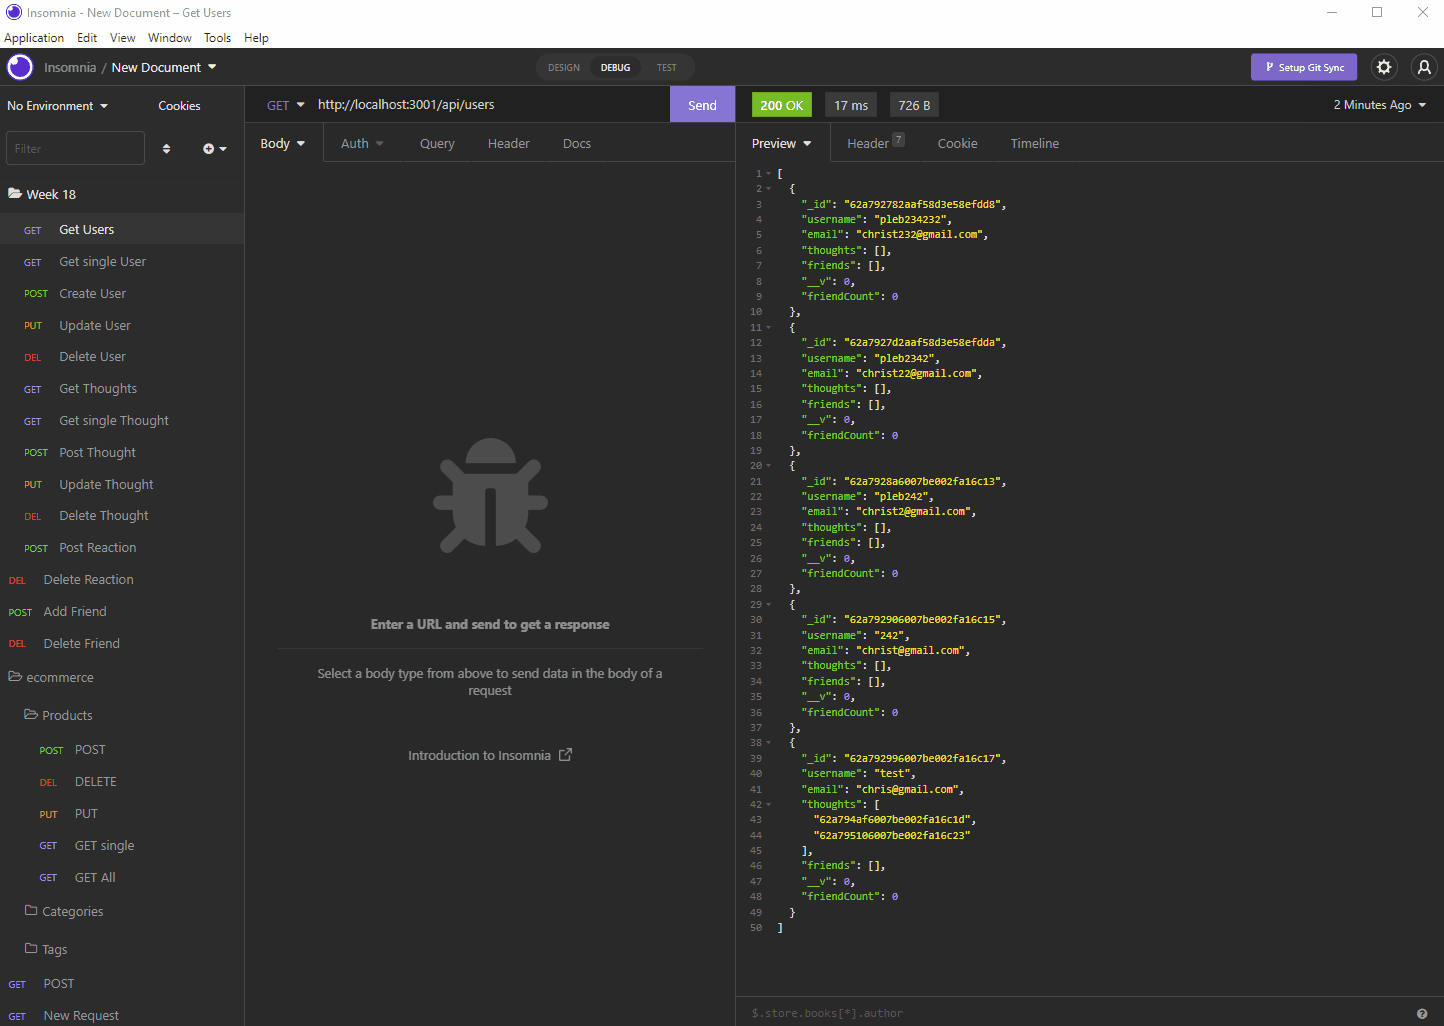 Insomnia - New Document – Get Users
Application Edit View Window Tools Help
Insomnia / New Document
DESIGN DEBUG TEST
Setup Git Sync
No Environment Cookies
GET http://localhost:3001/api/users Send
200 OK 17 ms 726 B 2 Minutes Ago
Filter
Body Auth Query Header Docs
Preview Header 7 Cookie Timeline
Week 18
GET Get Users
GET Get single User
POST Create User
PUT Update User
DEL Delete User
GET Get Thoughts
GET Get single Thought
POST Post Thought
PUT Update Thought
DEL Delete Thought
POST Post Reaction
DEL Delete Reaction
POST Add Friend
DEL Delete Friend
ecommerce
Products
POST POST
DEL DELETE
PUT PUT
GET GET single
GET GET All
Categories
Tags
GET POST
GET New Request
Enter a URL and send to get a response
Select a body type from above to send data in the body of a
request
Introduction to Insomnia
1 [
2 {
3 "_id": "62a792782aaf58d3e58efdd8",
4 "username": "pleb234232",
5 "email": "christ232@gmail.com",
6 "thoughts": [],
7 "friends": [],
8 "__v": 0,
9 "friendCount": 0
10 },
11 {
12 "_id": "62a7927d2aaf58d3e58efdda",
13 "username": "pleb2342",
14 "email": "christ22@gmail.com",
15 "thoughts": [],
16 "friends": [],
17 "__v": 0,
18 "friendCount": 0
19 },
20 {
21 "_id": "62a7928a6007be002fa16c13",
22 "username": "pleb242",
23 "email": "christ2@gmail.com",
24 "thoughts": [],
25 "friends": [],
26 "__v": 0,
27 "friendCount": 0
28 },
29 {
30 "_id": "62a792906007be002fa16c15",
31 "username": "242",
32 "email": "christ@gmail.com",
33 "thoughts": [],
34 "friends": [],
35 "__v": 0,
36 "friendCount": 0
37 },
38 {
39 "_id": "62a792996007be002fa16c17",
40 "username": "test",
41 "email": "chris@gmail.com",
42 "thoughts": [
43 "62a794af6007be002fa16c1d",
44 "62a795106007be002fa16c23"
45 ],
46 "friends": [],
47 "__v": 0,
48 "friendCount": 0
49 }
50 ]
$.store.books[*].author